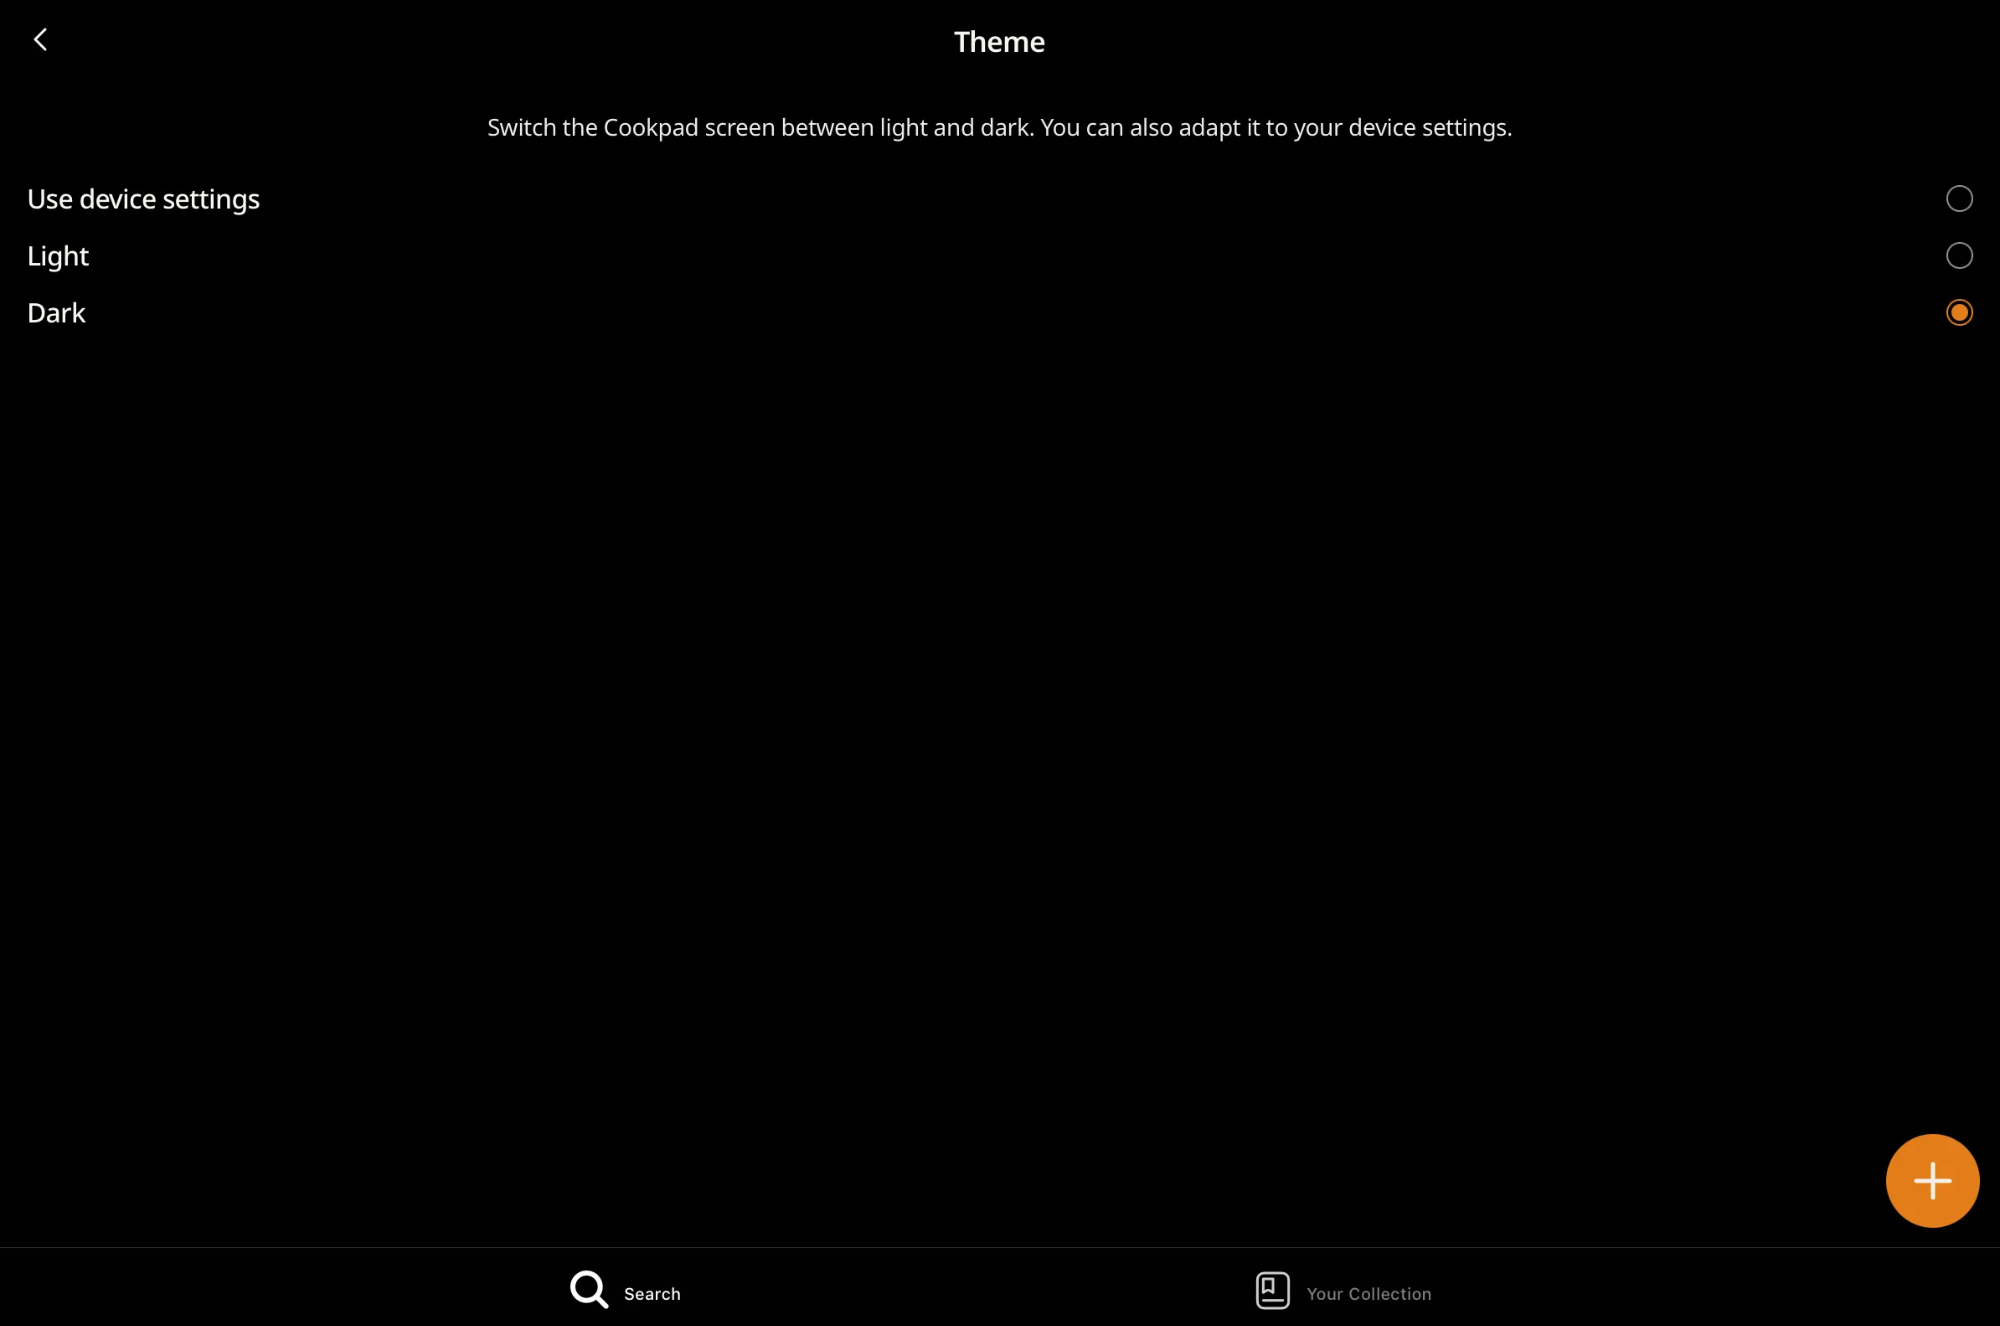 Theme
Switch the Cookpad screen between light and dark. You can also adapt it to your device settings.
Use device settings
Light
Dark
Search
Your Collection